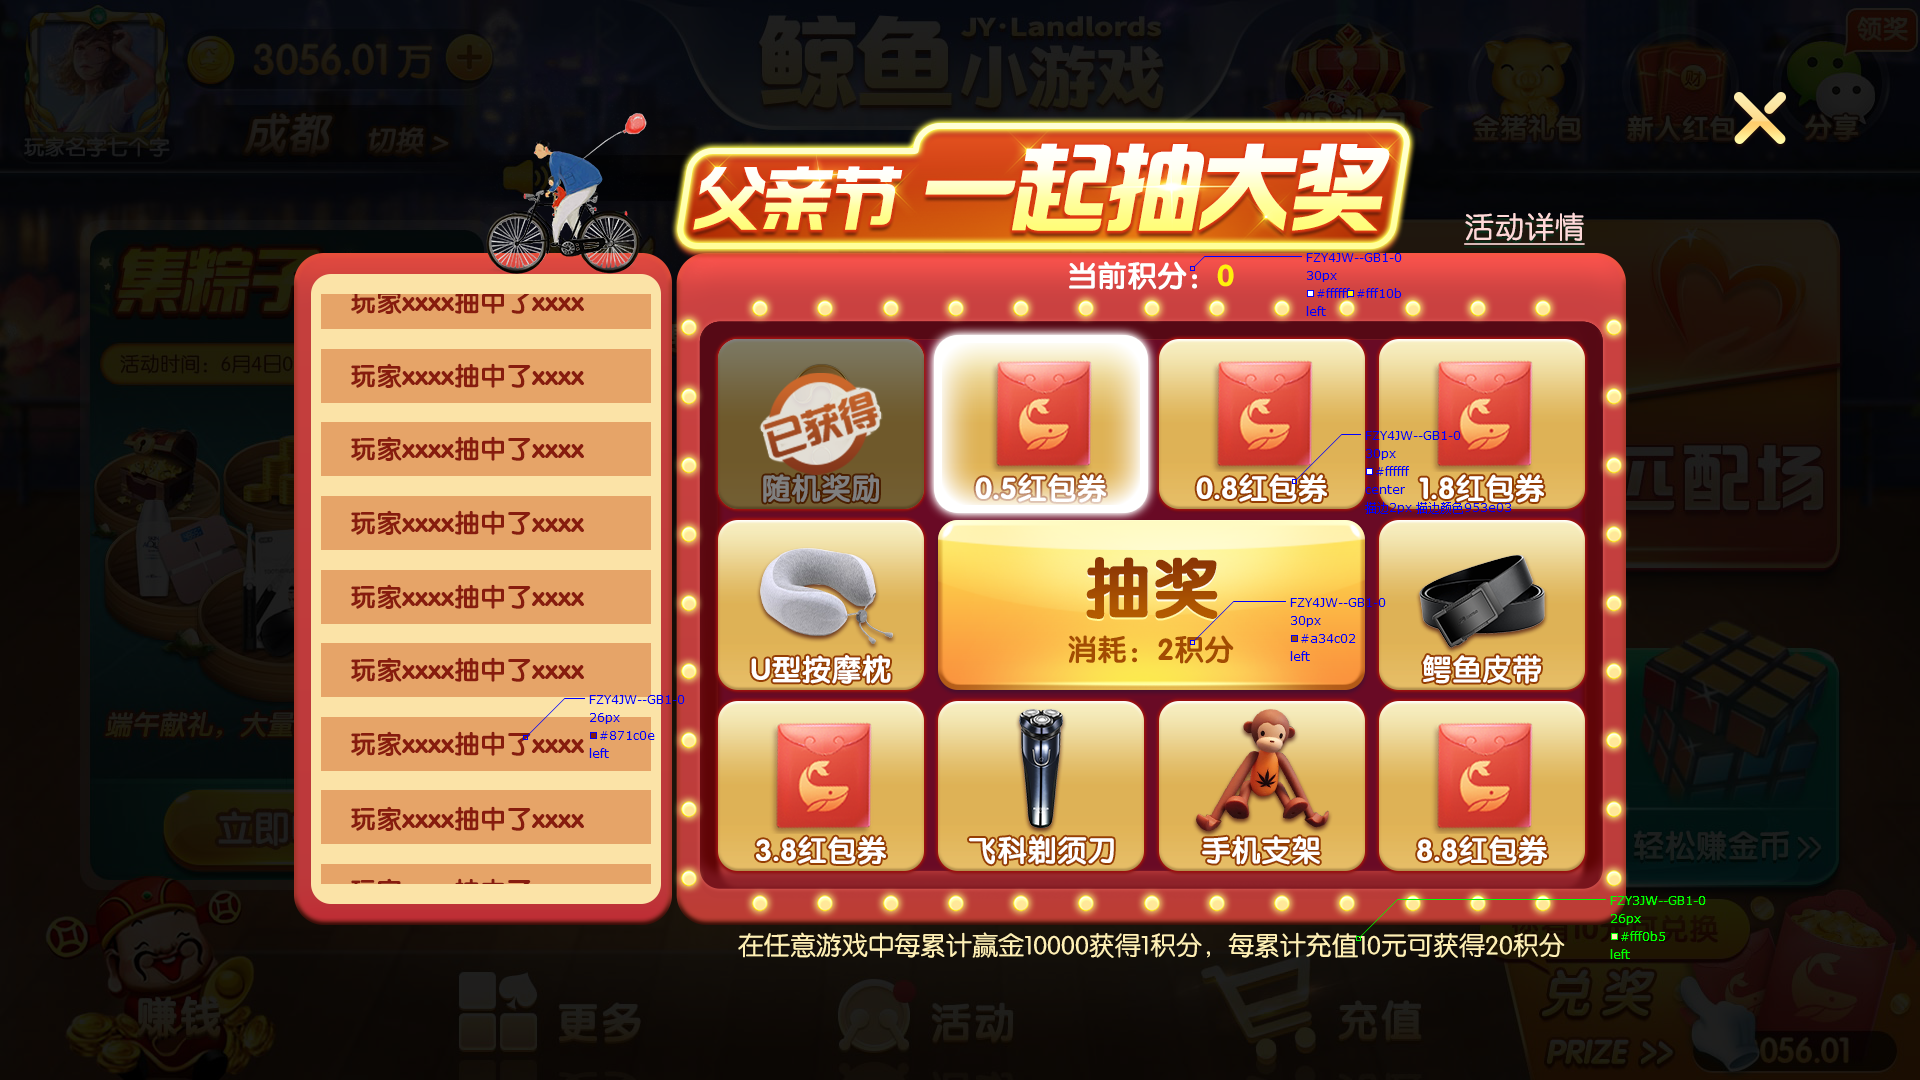 3056.01万
鲸鱼
JY·Landlords
小游戏
领奖
玩家名字七个字
成都
切换 >
金猪礼包
新人红包
分享
父亲节 一起抽大奖
活动详情
集粽子
活动时间：6月4日0
当前积分：0
FZY4JW--GB1-0
30px
#ffffff #fff10b
left
玩家xxxx抽中了xxxx
玩家xxxx抽中了xxxx
玩家xxxx抽中了xxxx
玩家xxxx抽中了xxxx
玩家xxxx抽中了xxxx
玩家xxxx抽中了xxxx
玩家xxxx抽中了xxxx
玩家xxxx抽中了xxxx
FZY4JW--GB1-0
26px
#871c0e
left
已获得
随机奖励
0.5红包券
0.8红包券
1.8红包券
FZY4JW--GB1-0
30px
#ffffff
center
匹配场
U型按摩枕
抽奖
消耗：2积分
FZY4JW--GB1-0
30px
#a34c02
left
鳄鱼皮带
3.8红包券
飞科剃须刀
手机支架
8.8红包券
端午献礼，大量
立即
轻松赚金币
在任意游戏中每累计赢金10000获得1积分，每累计充值10元可获得20积分
FZY3JW--GB1-0
26px
#fff0b5
left
赚钱
更多
活动
充值
兑奖
PRIZE >>
056.01